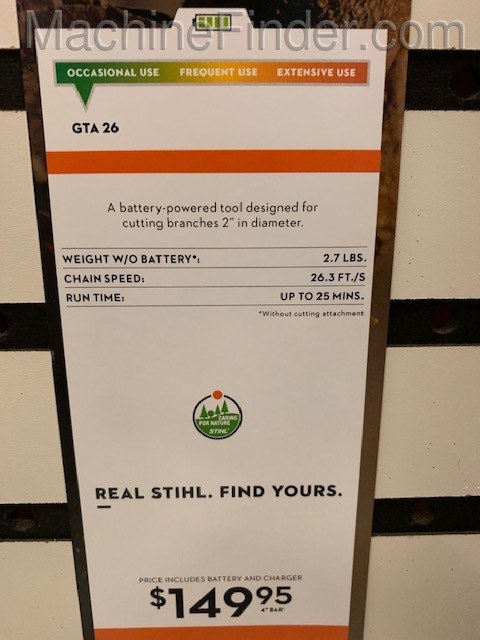 MachineFinder.com
OCCASIONAL USE FREQUENT USE EXTENSIVE USE
GTA 26
A battery-powered tool designed for
cutting branches 2" in diameter.
WEIGHT W/O BATTERY*: 2.7 LBS.
CHAIN SPEED: 26.3 FT./S
RUN TIME: UP TO 25 MINS.
*Without cutting attachment
CARING
FOR NATURE
STIHL
REAL STIHL. FIND YOURS.
PRICE INCLUDES BATTERY AND CHARGER
$149 95
4" BAR